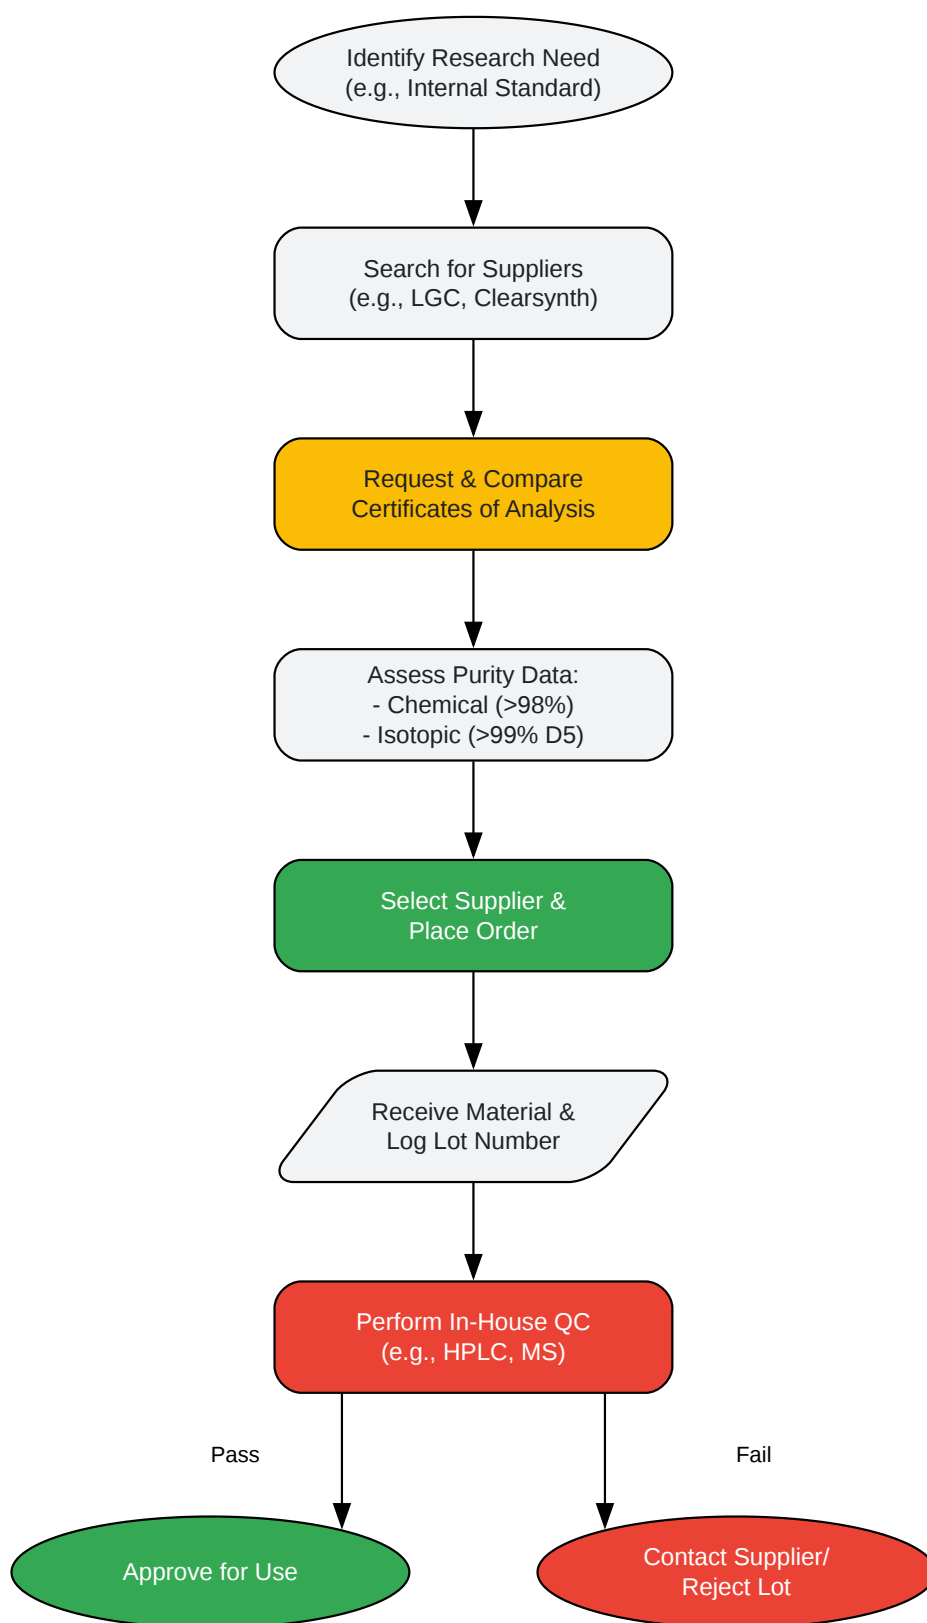 Identify Research Need
(e.g., Internal Standard)
Search for Suppliers
(e.g., LGC, Clearsynth)
Request & Compare
Certificates of Analysis
Assess Purity Data:
- Chemical (>98%)
- Isotopic (>99% D5)
Select Supplier &
Place Order
Receive Material &
Log Lot Number
Perform In-House QC
(e.g., HPLC, MS)
Pass
Fail
Approve for Use
Contact Supplier/
Reject Lot